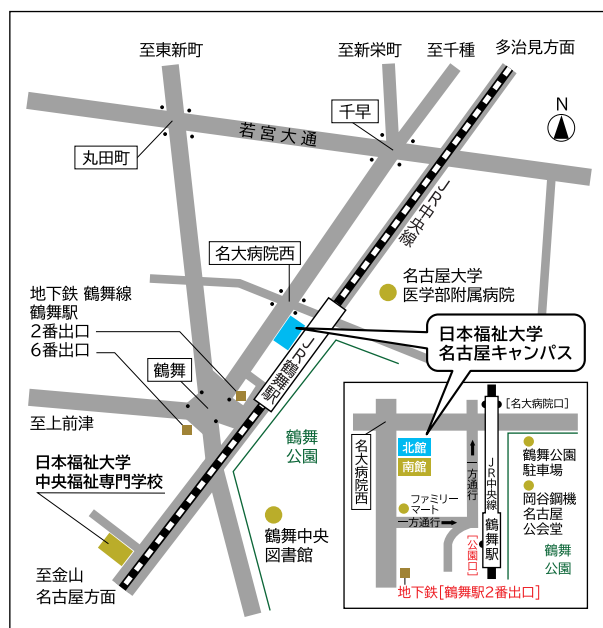 至東新町
至新栄町
至千種
多治見方面
N
千早
若宮大通
丸田町
JR中央線
名大病院西
名古屋大学
医学部附属病院
地下鉄 鶴舞線
鶴舞駅
2番出口
6番出口
日本福祉大学
名古屋キャンパス
JR鶴舞駅
鶴舞
至上前津
鶴舞
公園
日本福祉大学
中央福祉専門学校
鶴舞中央
図書館
至金山
名古屋方面
[名大病院口]
名大病院西
北館
南館
一方通行
JR中央線
鶴舞公園
駐車場
ファミリー
マート
岡谷鋼機
名古屋
公会堂
一方通行
鶴舞駅
[公園口]
鶴舞
公園
地下鉄[鶴舞駅2番出口]